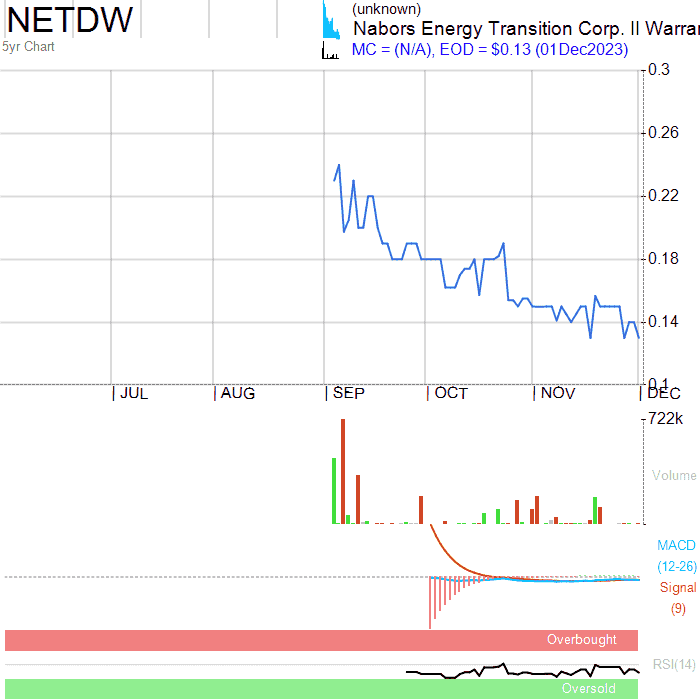 NETDW
(unknown)
Nabors Energy Transition Corp. II Warra
5yr Chart
MC = (N/A), EOD = $0.13 (01Dec2023)
0.3
0.26
0.22
0.18
0.14
0.1
JUL AUG SEP OCT NOV DEC
722k
Volume
MACD
(12-26)
Signal
(9)
Overbought
RSI(14)
Oversold